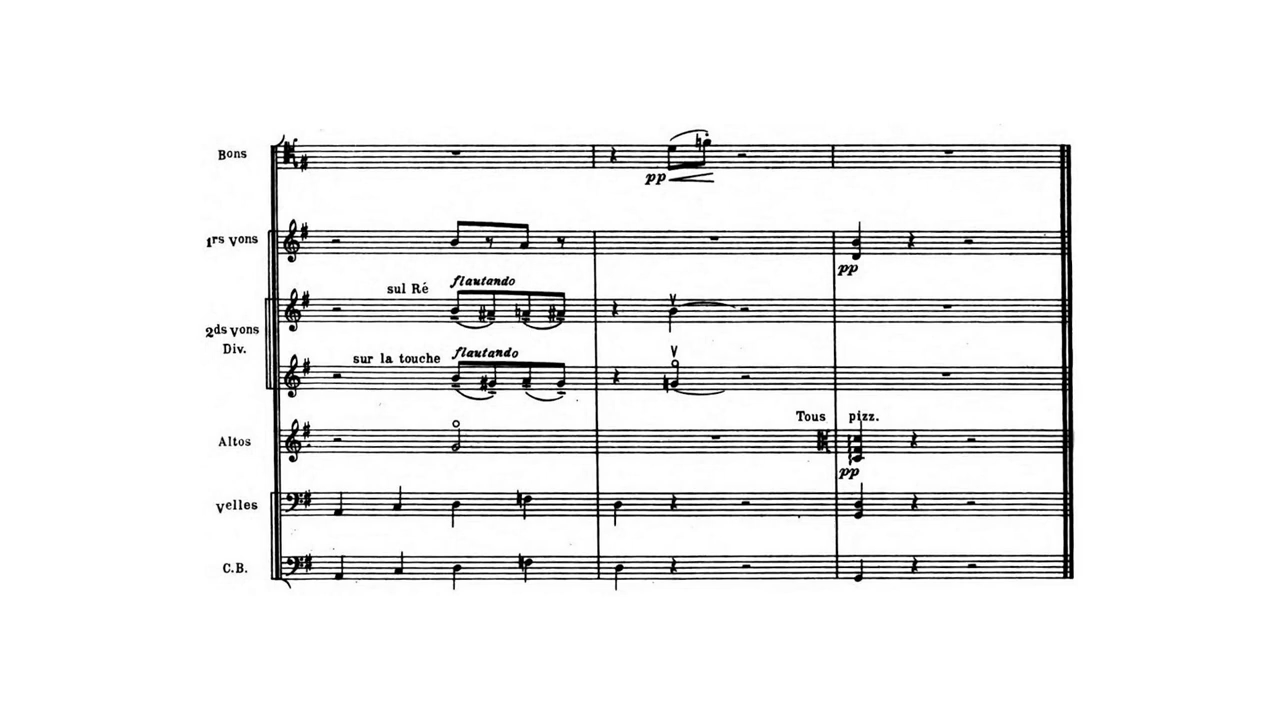 Bons
pp
1rs Vons
pp
sul Ré flautando
2ds Vons
Div.
sur la touche flautando
Tous pizz.
Altos
pp
Velles
C.B.